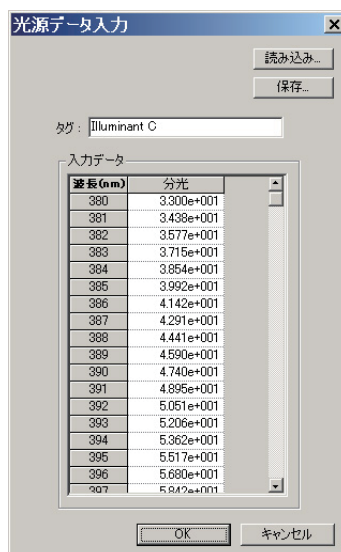 光源データ入力
読み込み...
保存...
タグ： Illuminant C
入力データ
波長(nm) 分光
380 3.300e+001
381 3.438e+001
382 3.577e+001
383 3.715e+001
384 3.854e+001
385 3.992e+001
386 4.142e+001
387 4.291e+001
388 4.441e+001
389 4.590e+001
390 4.740e+001
391 4.895e+001
392 5.051e+001
393 5.206e+001
394 5.362e+001
395 5.517e+001
396 5.680e+001
397 5.842e+001
OK キャンセル